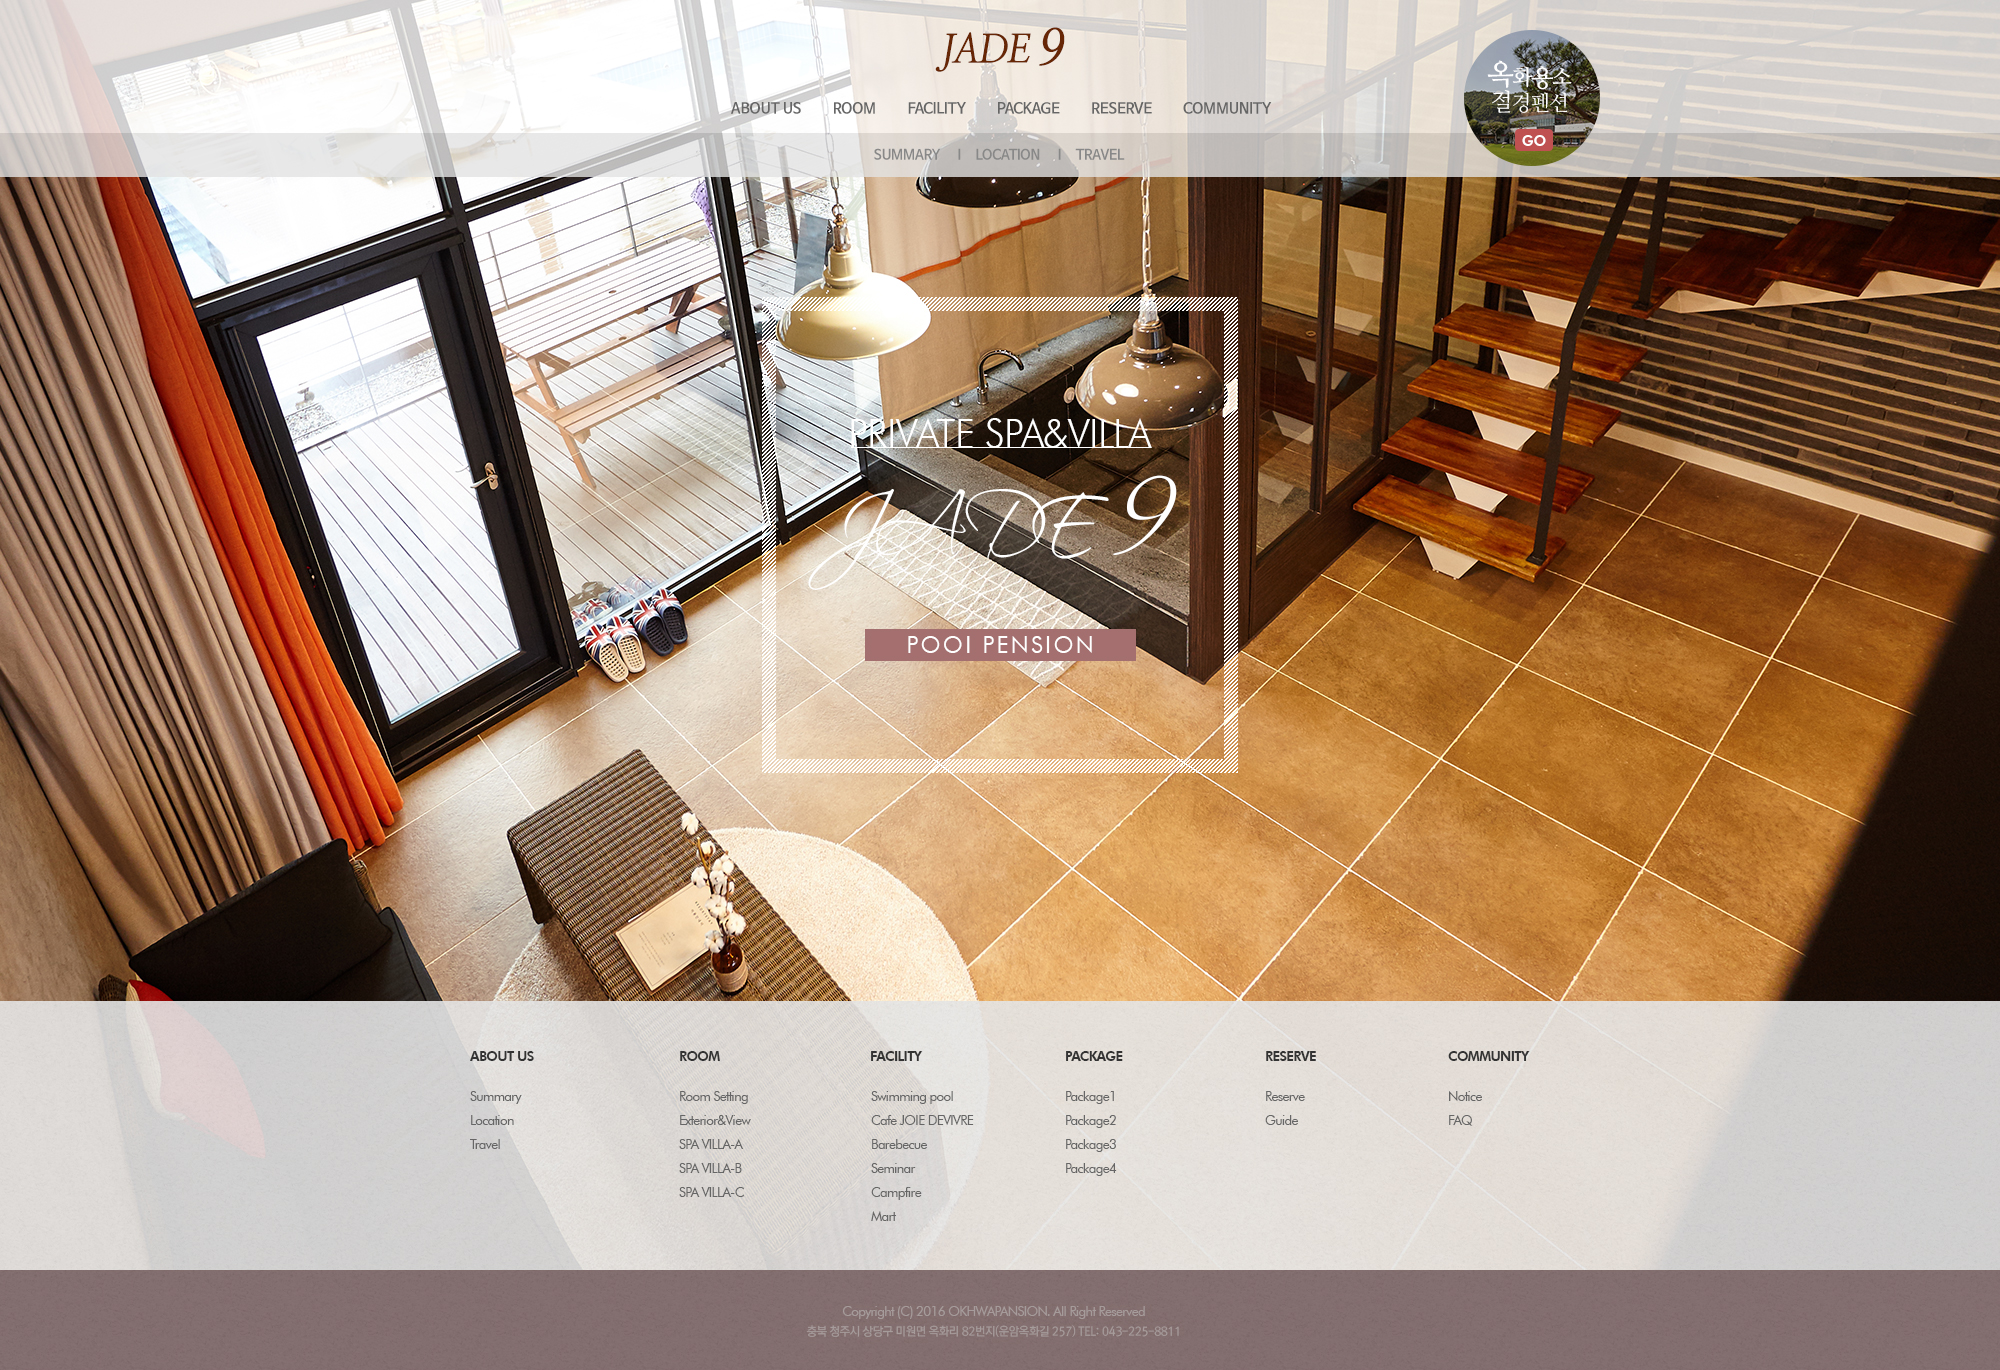 JADE 9
ABOUT US ROOM FACILITY PACKAGE RESERVE COMMUNITY
SUMMARY I LOCATION I TRAVEL
옥화용소
절경펜션
GO
PRIVATE SPA&VILLA
JADE 9
POOI PENSION
ABOUT US
Summary
Location
Travel
ROOM
Room Setting
Exterior&View
SPA VILLA-A
SPA VILLA-B
SPA VILLA-C
FACILITY
Swimming pool
Cafe JOIE DEVIVRE
Barebecue
Seminar
Campfire
Mart
PACKAGE
Package1
Package2
Package3
Package4
RESERVE
Reserve
Guide
COMMUNITY
Notice
FAQ
Copyright (C) 2016 OKHWAPANSION. All Right Reserved
충북 청주시 상당구 미원면 옥화리 82번지(운암옥화길 257) TEL: 043-225-8811